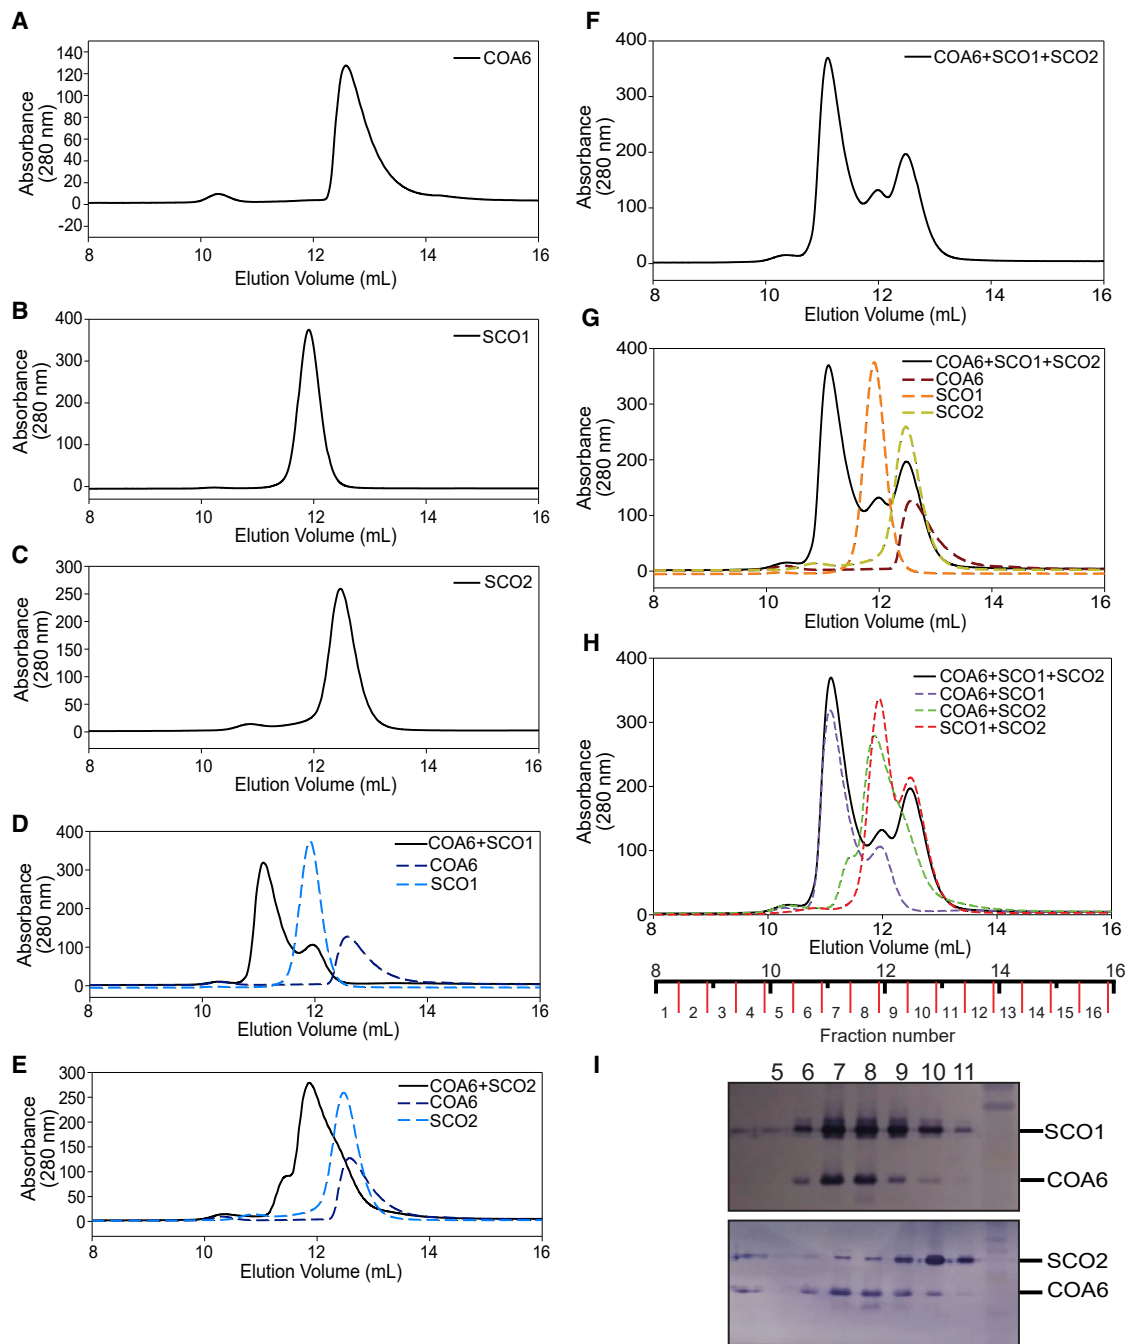 A
140
120
100
80
60
40
20
0
-20
Absorbance
(280 nm)
COA6
8 10 12 14 16
Elution Volume (mL)
B
400
300
200
100
0
Absorbance
(280 nm)
SCO1
8 10 12 14 16
Elution Volume (mL)
C
300
250
200
150
100
50
0
Absorbance
(280 nm)
SCO2
8 10 12 14 16
Elution Volume (mL)
D
400
300
200
100
0
Absorbance
(280 nm)
COA6+SCO1
COA6
SCO1
8 10 12 14 16
Elution Volume (mL)
E
300
250
200
150
100
50
0
Absorbance
(280 nm)
COA6+SCO2
COA6
SCO2
8 10 12 14 16
Elution Volume (mL)
F
400
300
200
100
0
Absorbance
(280 nm)
COA6+SCO1+SCO2
8 10 12 14 16
Elution Volume (mL)
G
400
300
200
100
0
Absorbance
(280 nm)
COA6+SCO1+SCO2
COA6
SCO1
SCO2
8 10 12 14 16
Elution Volume (mL)
H
400
300
200
100
0
Absorbance
(280 nm)
COA6+SCO1+SCO2
COA6+SCO1
COA6+SCO2
SCO1+SCO2
8 10 12 14 16
Elution Volume (mL)
8 10 12 14 16
1 2 3 4 5 6 7 8 9 10 11 12 13 14 15 16
Fraction number
I
5 6 7 8 9 10 11
SCO1
COA6
SCO2
COA6